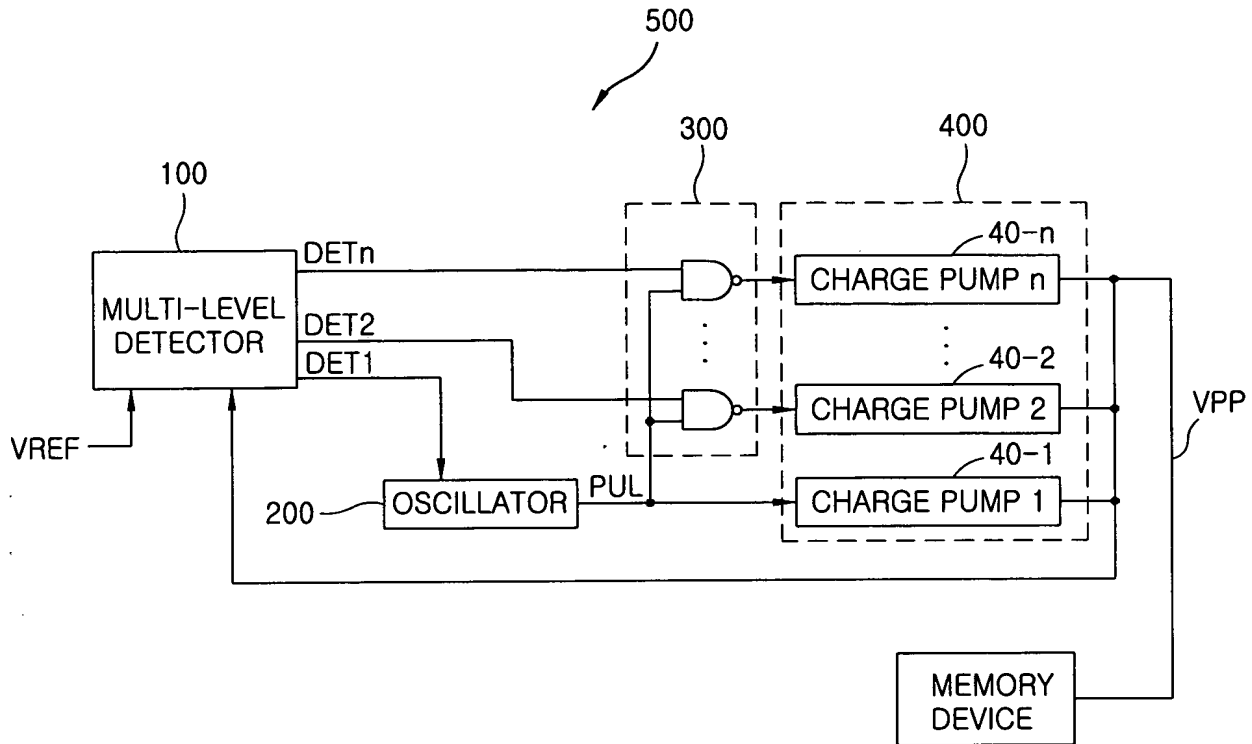 500
300
400
100
40-n
DETn
CHARGE PUMP n
MULTI-LEVEL
DETECTOR
DET2
DET1
40-2
CHARGE PUMP 2
VPP
VREF
40-1
PUL
CHARGE PUMP 1
200
OSCILLATOR
MEMORY
DEVICE